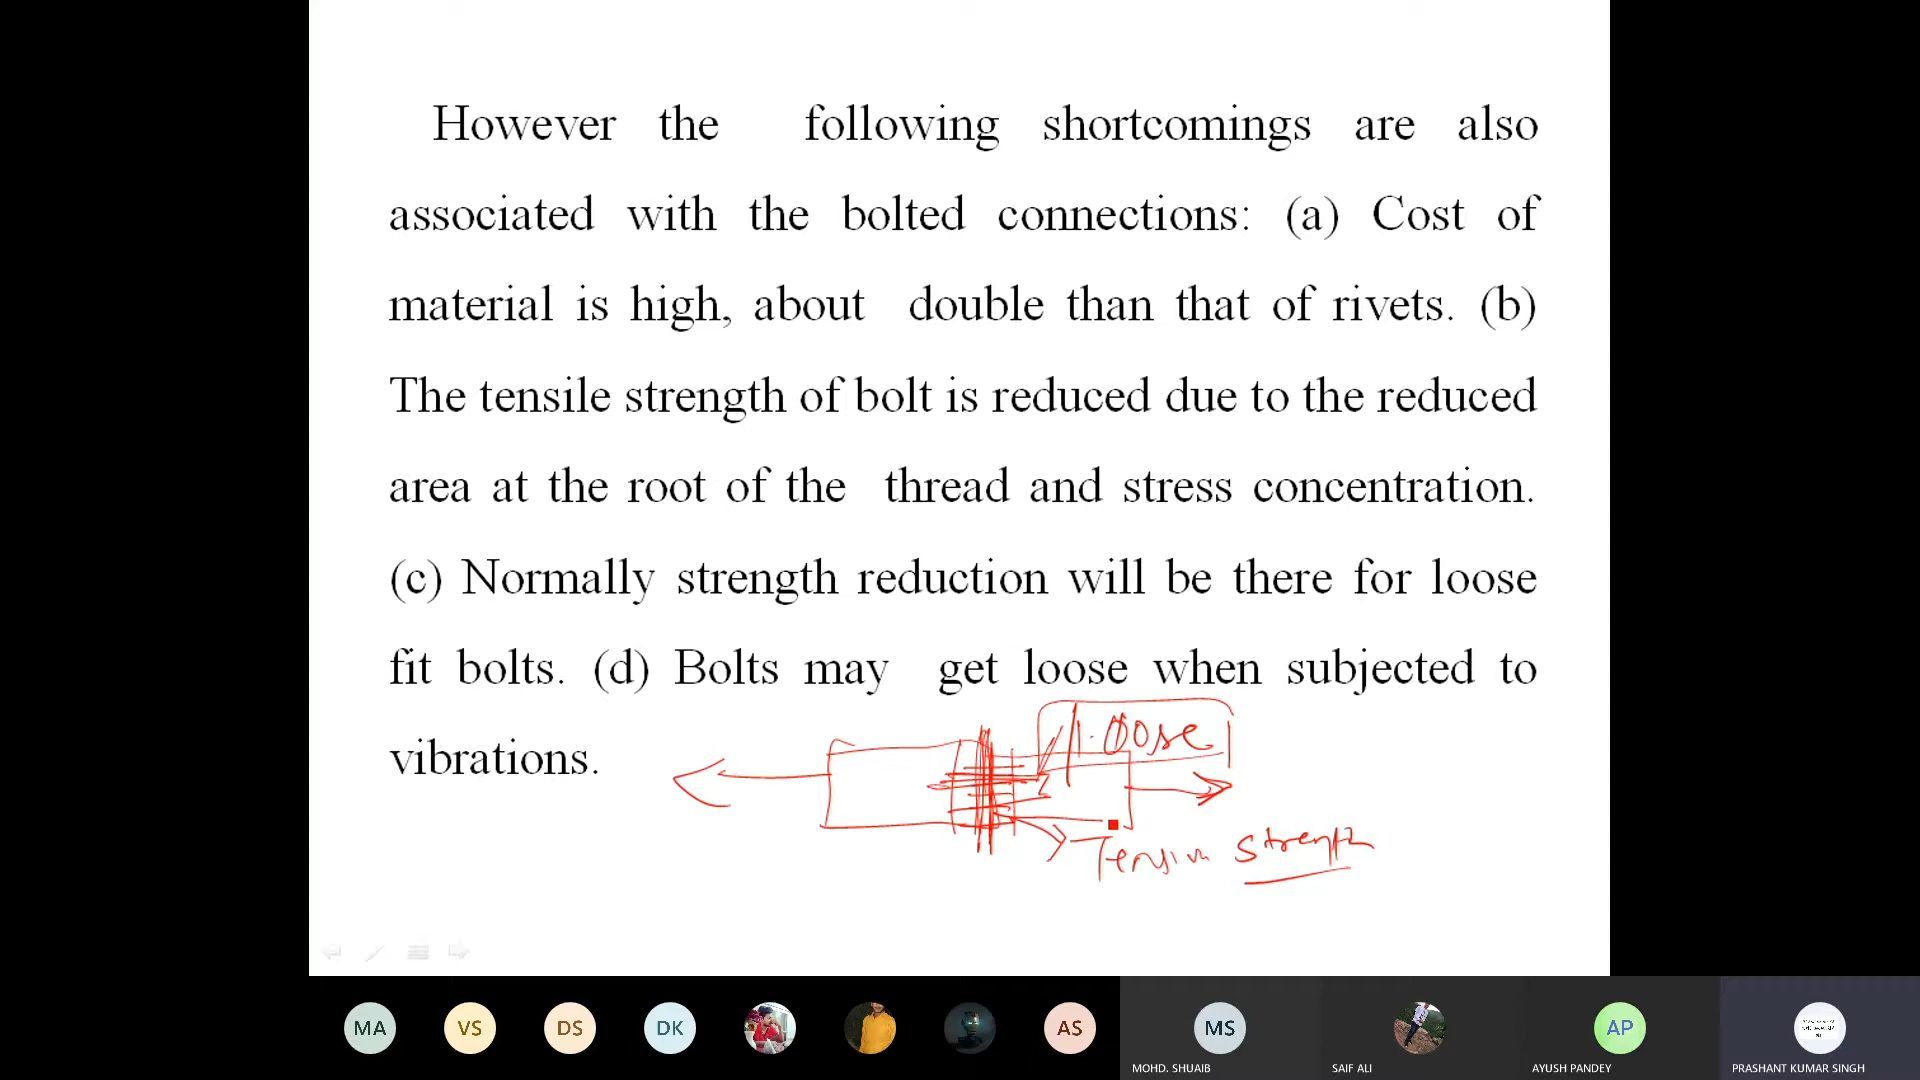 However the following shortcomings are also
associated with the bolted connections: (a) Cost of
material is high, about double than that of rivets. (b)
The tensile strength of bolt is reduced due to the reduced
area at the root of the thread and stress concentration.
(c) Normally strength reduction will be there for loose
fit bolts. (d) Bolts may get loose when subjected to
vibrations.
Loose
Tension strength
MA VS DS DK AS MS AP
MOHD. SHUAIB SAIF ALI AYUSH PANDEY PRASHANT KUMAR SINGH